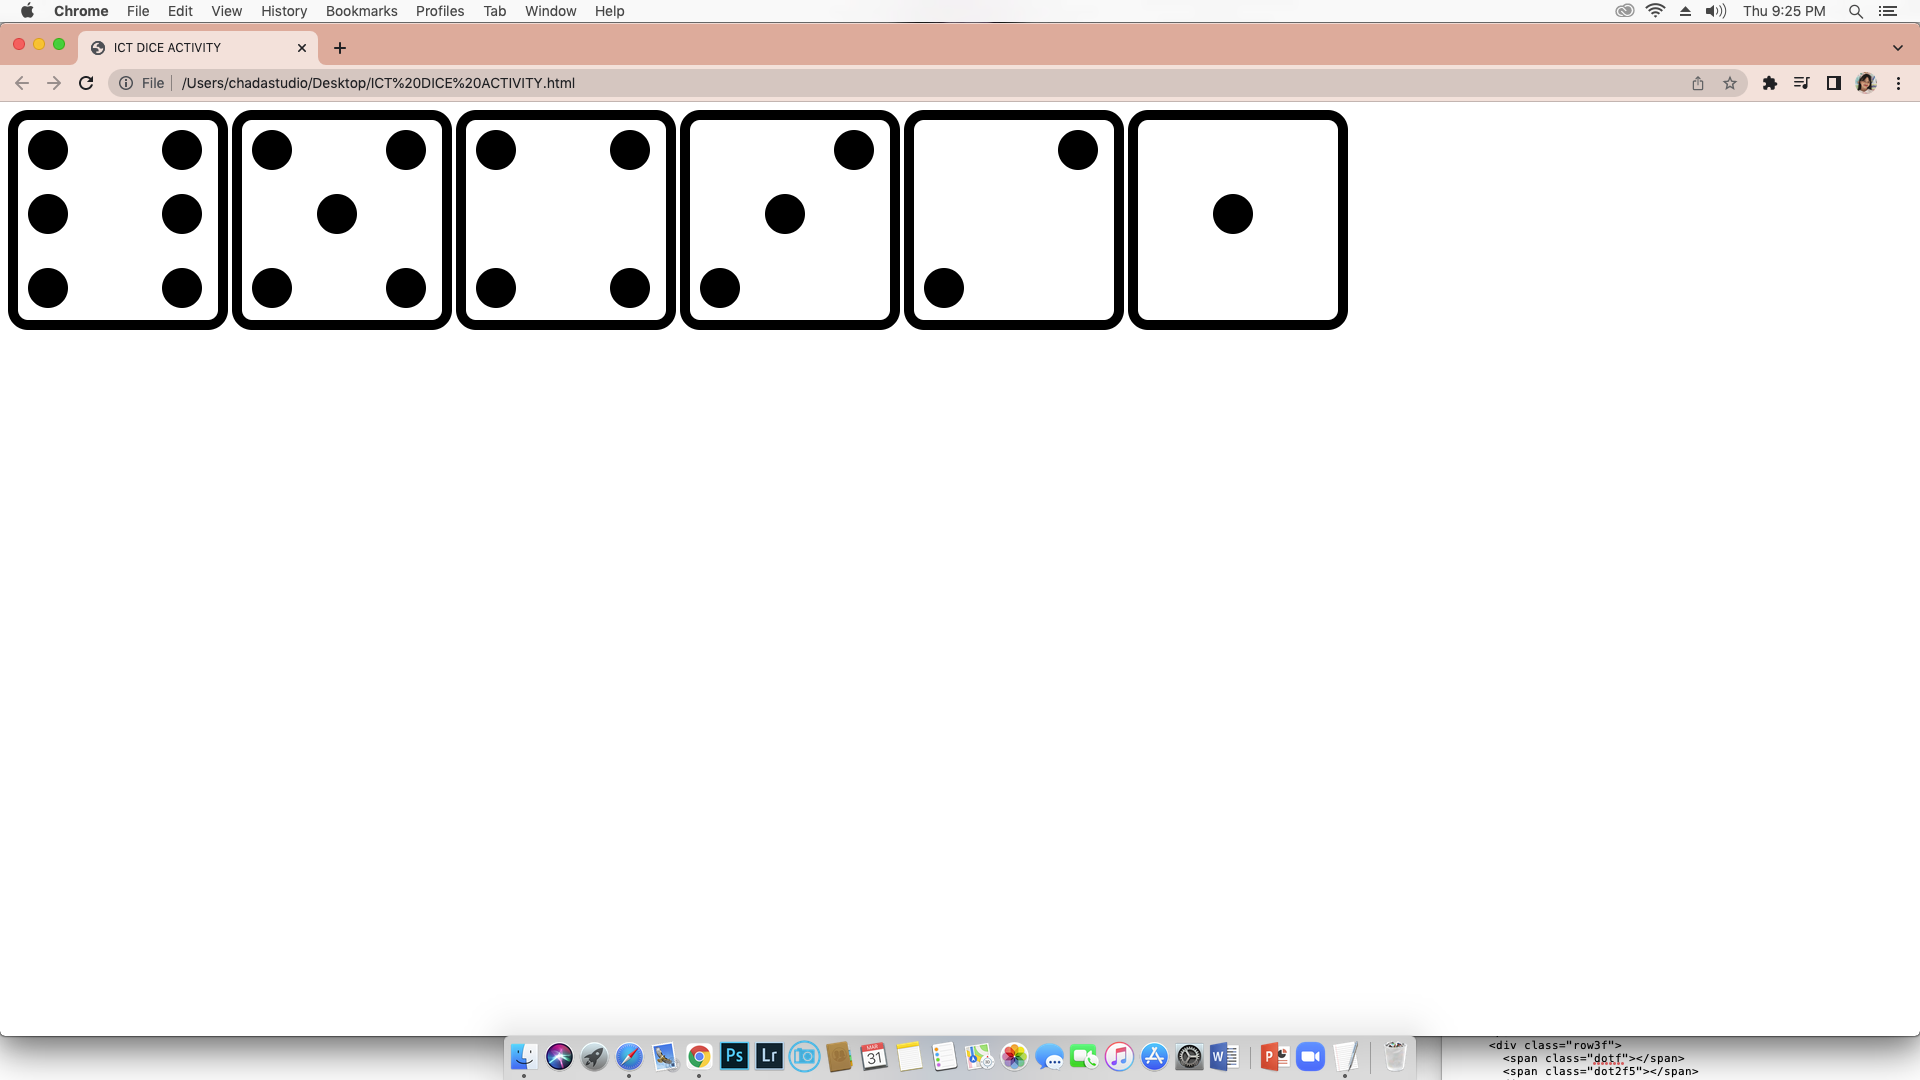 Chrome File Edit View History Bookmarks Profiles Tab Window Help Thu 9:25 PM
ICT DICE ACTIVITY
File /Users/chadastudio/Desktop/ICT%20DICE%20ACTIVITY.html
Ps Lr MAR 31 W P
<div class="row3f">
<span class="dotf"></span>
<span class="dot2f5"></span>